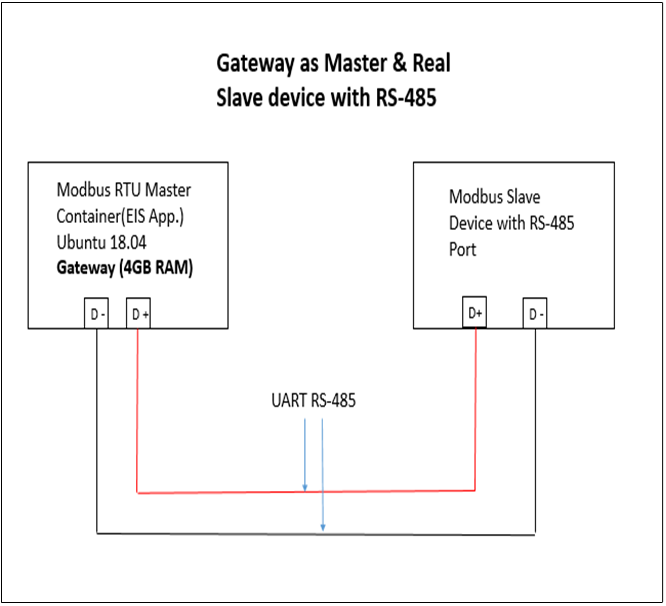 Gateway as Master & Real
Slave device with RS-485
Modbus RTU Master
Container(EIS App.)
Ubuntu 18.04
Gateway (4GB RAM)
D -
D +
Modbus Slave
Device with RS-485
Port
D+
D -
UART RS-485